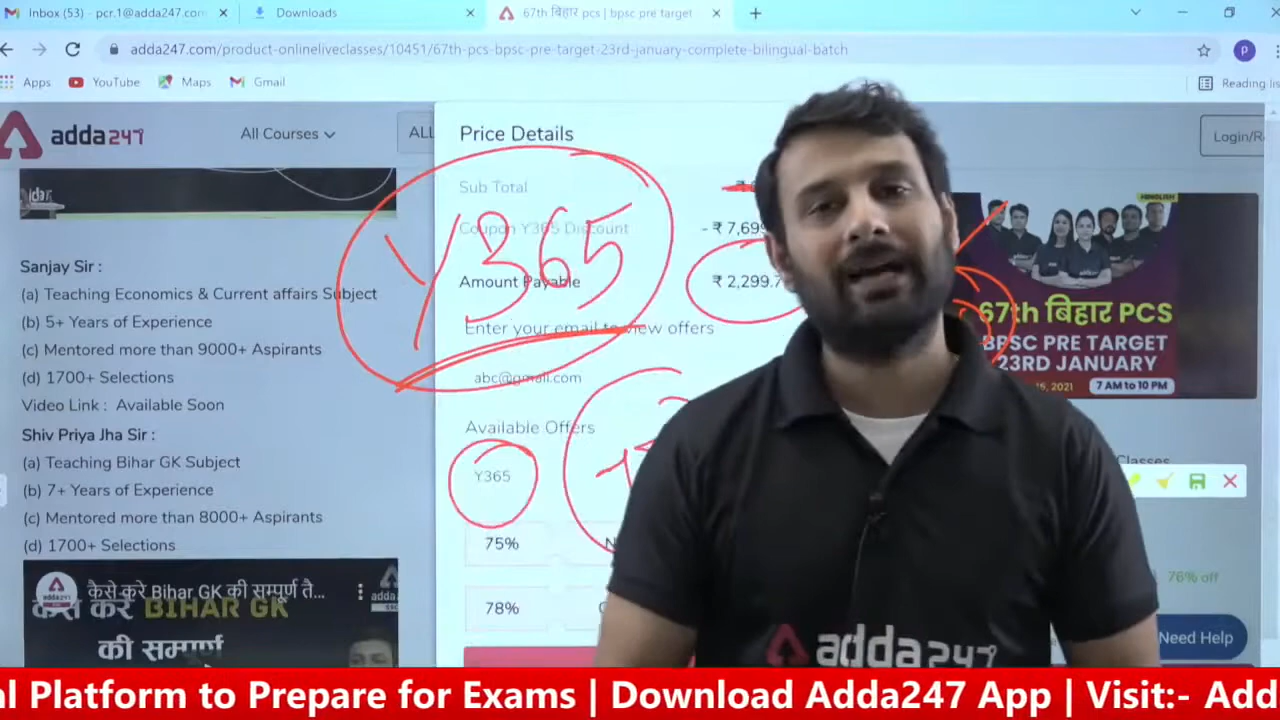 Inbox (53) - pcr.1@adda247.com
Downloads
67th बिहार pcs | bpsc pre target
adda247.com/product-onlineliveclasses/10451/67th-pcs-bpsc-pre-target-23rd-january-complete-bilingual-batch
Apps YouTube Maps Gmail
Reading list
adda247
All Courses
ALL
Price Details
Sub Total
Coupon Y365 Discount - ₹ 7,699
Amount Payable ₹ 2,299.7
Enter your email to view offers
abc@gmail.com
Available Offers
Y365
75%
78%
Y365
Sanjay Sir :
(a) Teaching Economics & Current affairs Subject
(b) 5+ Years of Experience
(c) Mentored more than 9000+ Aspirants
(d) 1700+ Selections
Video Link : Available Soon
Shiv Priya Jha Sir :
(a) Teaching Bihar GK Subject
(b) 7+ Years of Experience
(c) Mentored more than 8000+ Aspirants
(d) 1700+ Selections
कैसे करे Bihar GK की सम्पूर्ण तै...
कैसे करें BIHAR GK
की सम्पूर्ण
Login/R
HINGLISH
67th बिहार PCS
BPSC PRE TARGET
23RD JANUARY
16, 2021 7 AM to 10 PM
Classes
76% off
Need Help
adda247
al Platform to Prepare for Exams | Download Adda247 App | Visit:- Add